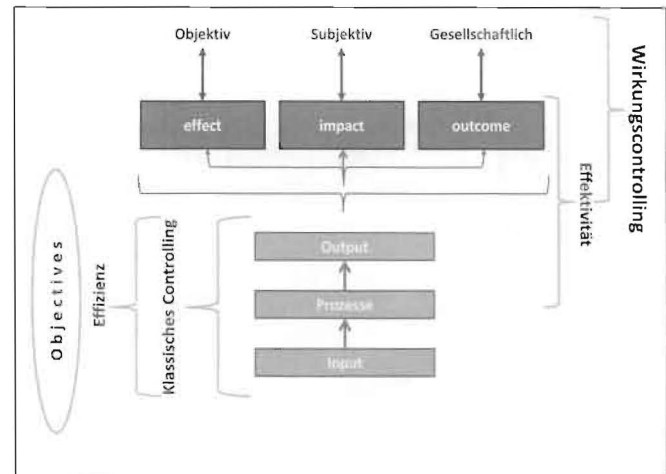 Objektiv Subjektiv Gesellschaftlich
effect impact outcome
Output
Prozesse
Input
Objectives
Effizienz
Klassisches Controlling
Effektivität
Wirkungscontrolling